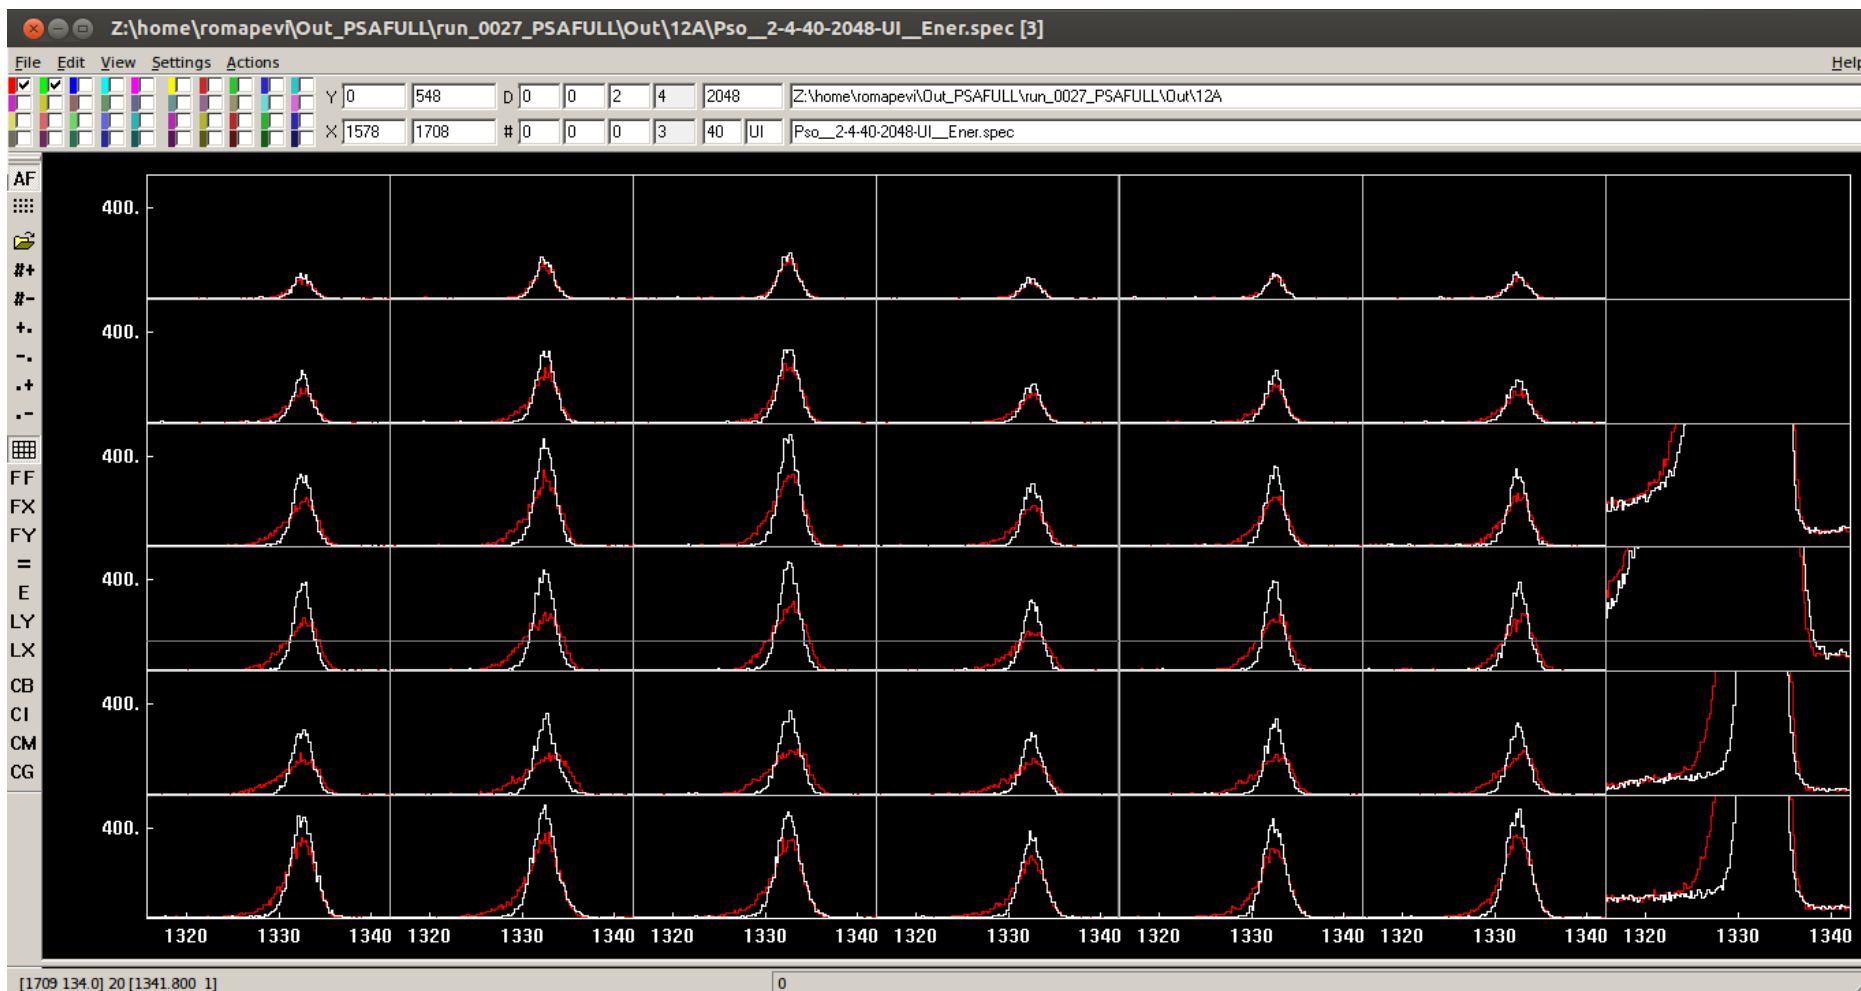 Z:\home\romapevi\Out_PSAFULL\run_0027_PSAFULL\Out\12A\Pso__2-4-40-2048-UI__Ener.spec [3]
File Edit View Settings Actions Help
Y 0 548 D 0 0 2 4 2048 Z:\home\romapevi\Out_PSAFULL\run_0027_PSAFULL\Out\12A
X 1578 1708 # 0 0 0 3 40 UI Pso__2-4-40-2048-UI__Ener.spec
AF
#+
#-
+.
-.
.+
.-
FF
FX
FY
=
E
LY
LX
CB
CI
CM
CG
400.
400.
400.
400.
400.
400.
1320 1330 1340 1320 1330 1340 1320 1330 1340 1320 1330 1340 1320 1330 1340 1320 1330 1340 1320 1330 1340
[1709 134.0] 20 [1341.800 1] 0